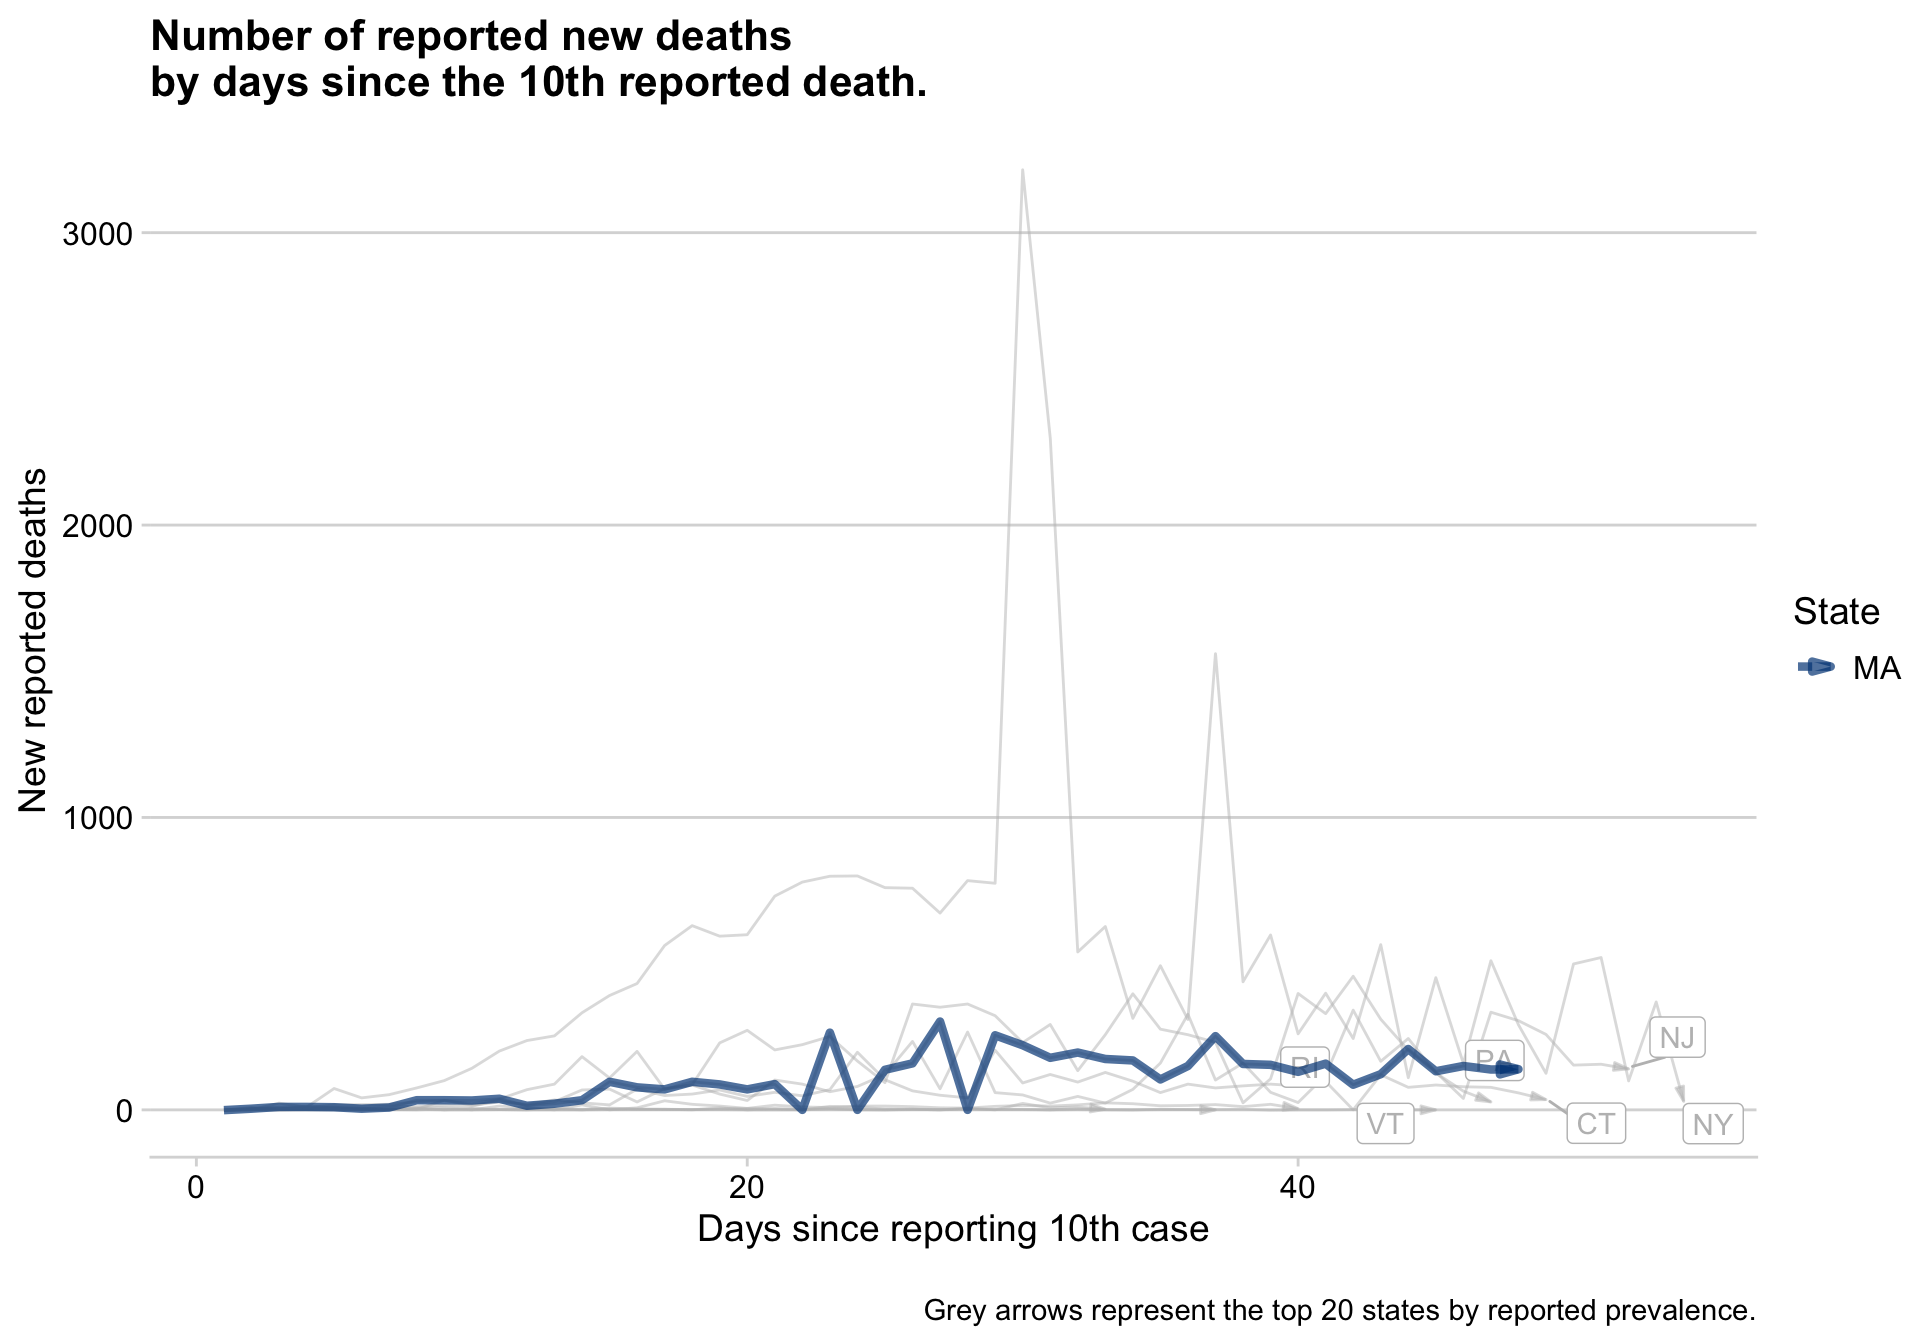 Number of reported new deaths
by days since the 10th reported death.
New reported deaths
3000
2000
1000
0
0
20
40
Days since reporting 10th case
RI
PA
NJ
VT
CT
NY
State
MA
Grey arrows represent the top 20 states by reported prevalence.